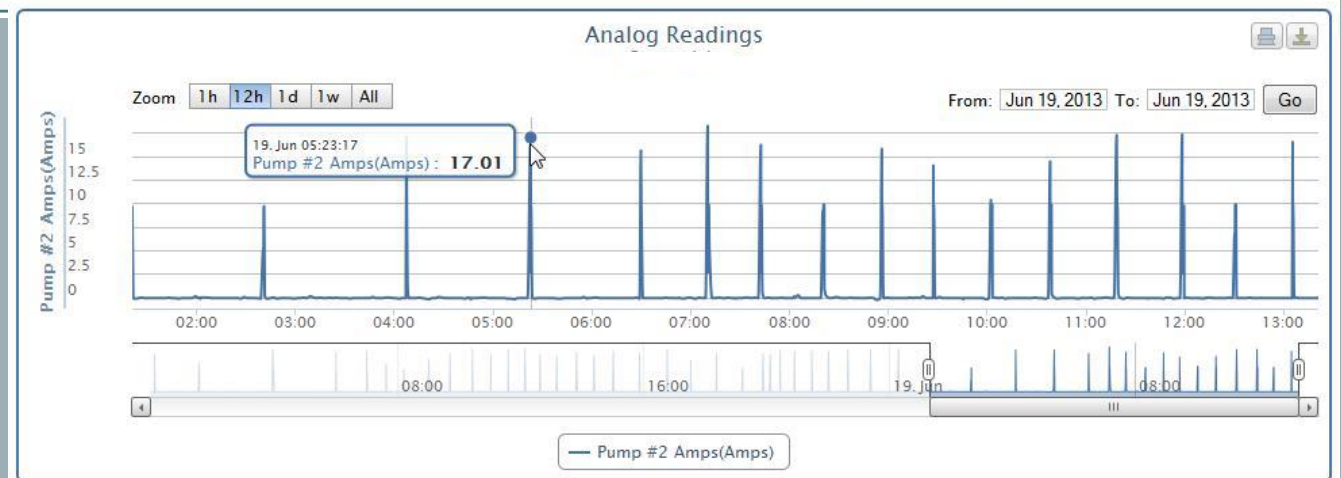 Analog Readings
Zoom 1h 12h 1d 1w All
From: Jun 19, 2013 To: Jun 19, 2013 Go
Pump #2 Amps(Amps)
15
12.5
10
7.5
5
2.5
0
19. Jun 05:23:17
Pump #2 Amps(Amps) : 17.01
02:00 03:00 04:00 05:00 06:00 07:00 08:00 09:00 10:00 11:00 12:00 13:00
08:00 16:00 19. Jun 08:00
Pump #2 Amps(Amps)